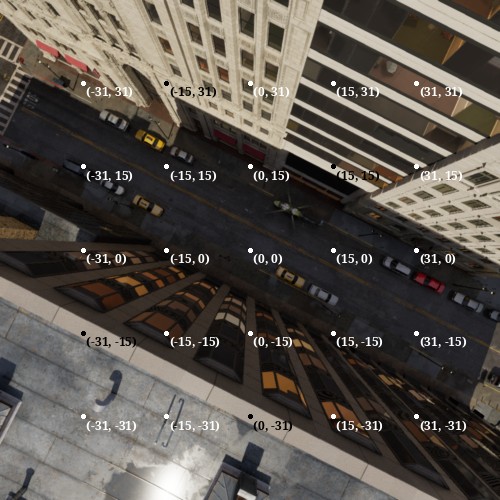 (-31, 31) (-15, 31) (0, 31) (15, 31) (31, 31)
(-31, 15) (-15, 15) (0, 15) (15, 15) (31, 15)
(-31, 0) (-15, 0) (0, 0) (15, 0) (31, 0)
(-31, -15) (-15, -15) (0, -15) (15, -15) (31, -15)
(-31, -31) (-15, -31) (0, -31) (15, -31) (31, -31)